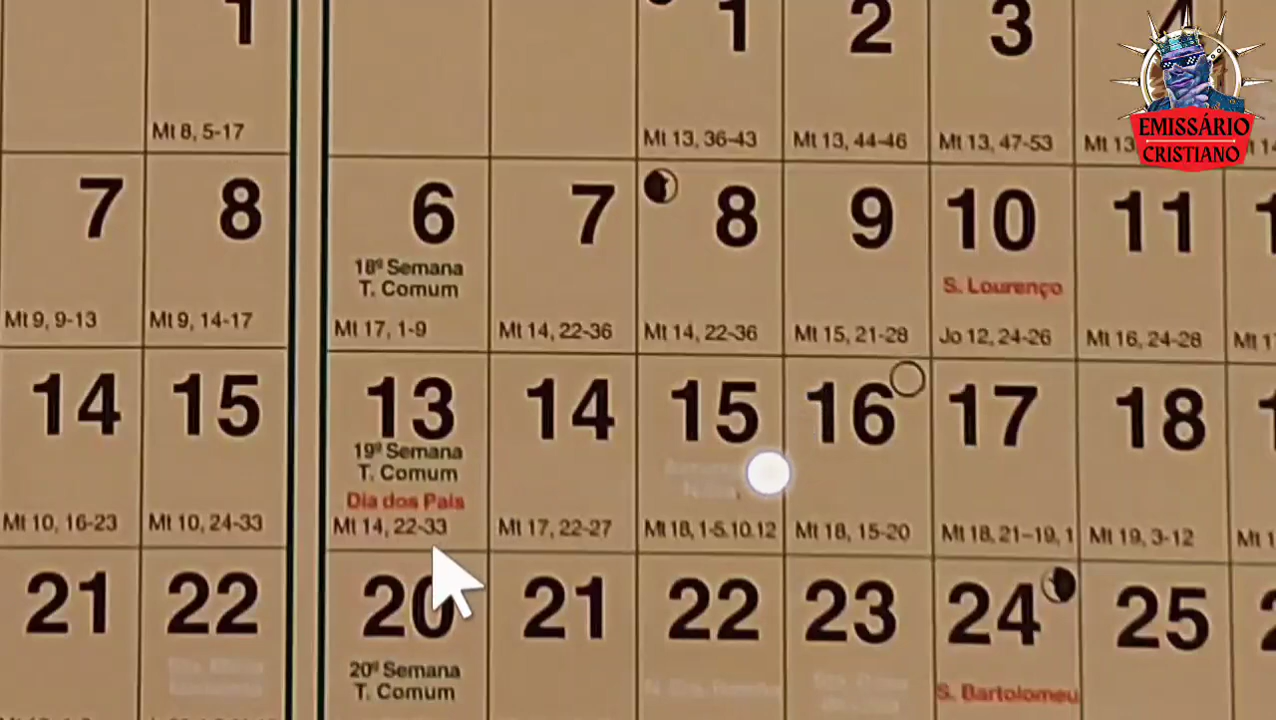 1
1
2
3
4
EMISSÁRIO
CRISTIANO
Mt 8, 5-17
Mt 13, 36-43
Mt 13, 44-46
Mt 13, 47-53
Mt 13
7
8
6
7
8
9
10
11
18ª Semana
T. Comum
S. Lourenço
Mt 9, 9-13
Mt 9, 14-17
Mt 17, 1-9
Mt 14, 22-36
Mt 14, 22-36
Mt 15, 21-28
Jo 12, 24-26
Mt 16, 24-28
14
15
13
14
15
16
17
18
19ª Semana
T. Comum
Dia dos Pais
Mt 10, 16-23
Mt 10, 24-33
Mt 14, 22-33
Mt 17, 22-27
Mt 18, 1-5.10.12
Mt 18, 15-20
Mt 18, 21–19, 1
Mt 19, 3-12
21
22
20
21
22
23
24
25
20ª Semana
T. Comum
S. Bartolomeu